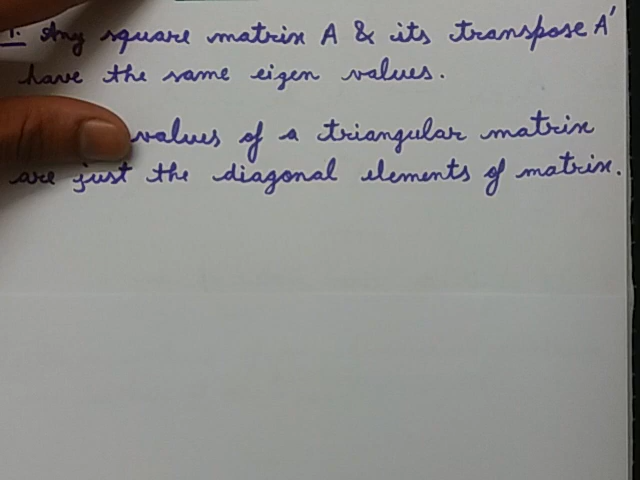 1. Any square matrix A & its transpose A'
have the same eigen values.
values of a triangular matrix
are just the diagonal elements of matrix.